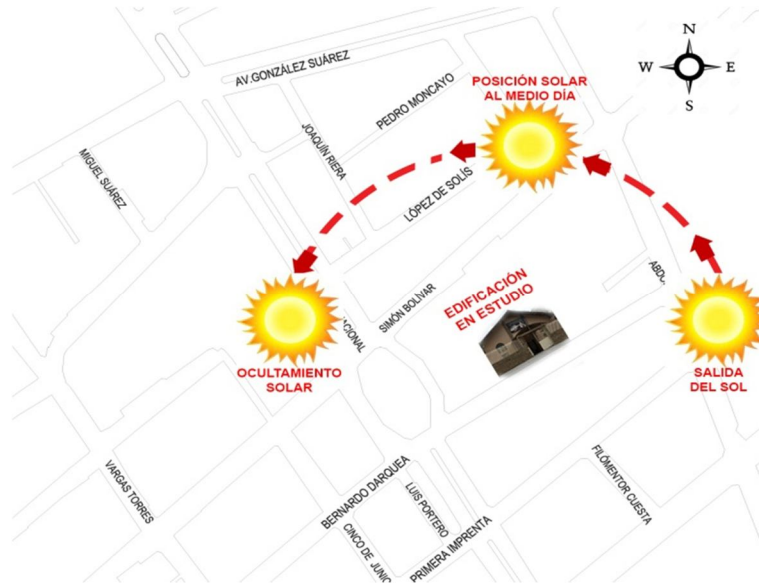 N
W E
S
AV.GONZÁLEZ SUÁREZ
POSICIÓN SOLAR
AL MEDIO DÍA
PEDRO MONCAYO
JOAQUÍN RIERA
MIGUEL SUÁREZ
LÓPEZ DE SOLÍS
SIMÓN BOLÍVAR
EDIFICACIÓN
EN ESTUDIO
OCULTAMIENTO
SOLAR
SALIDA
DEL SOL
VARGAS TORRES
BERNARDO DARQUEA
LUIS PORTERO
CINCO DE JUNIO
PRIMERA IMPRENTA
FILÓMENTOR CUESTA